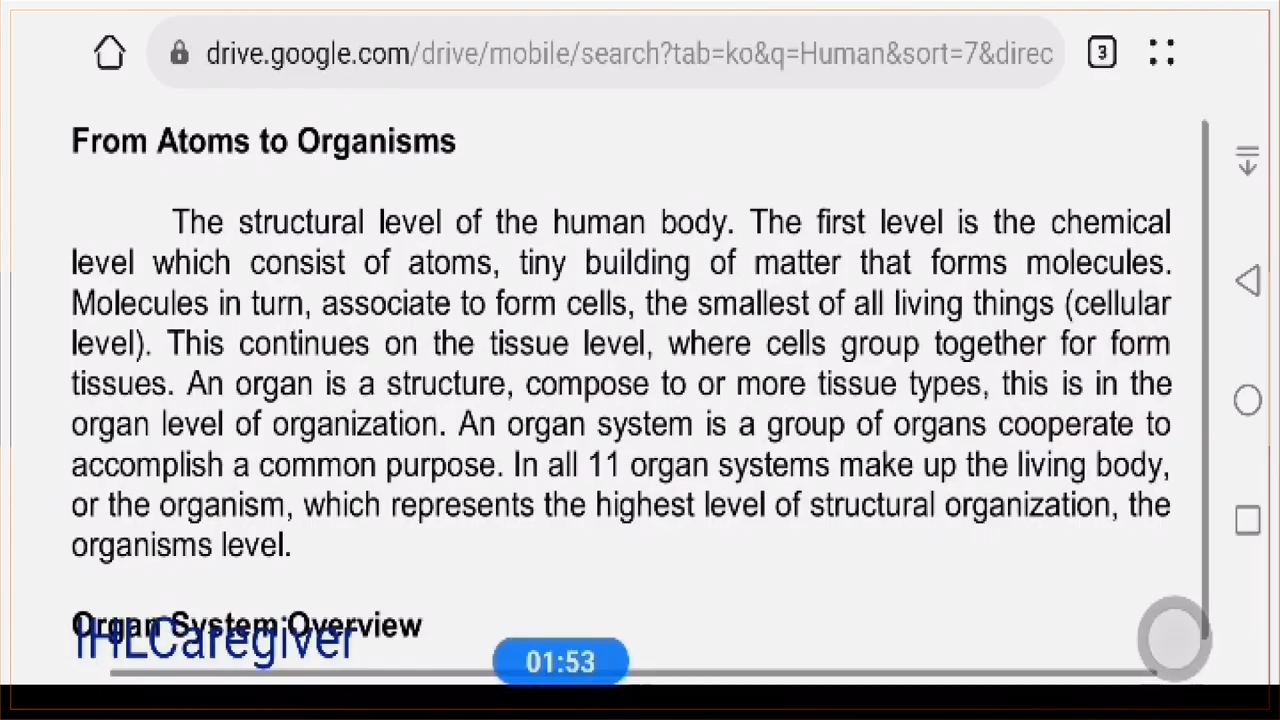 drive.google.com/drive/mobile/search?tab=ko&q=Human&sort=7&direc
3
From Atoms to Organisms
The structural level of the human body. The first level is the chemical
level which consist of atoms, tiny building of matter that forms molecules.
Molecules in turn, associate to form cells, the smallest of all living things (cellular
level). This continues on the tissue level, where cells group together for form
tissues. An organ is a structure, compose to or more tissue types, this is in the
organ level of organization. An organ system is a group of organs cooperate to
accomplish a common purpose. In all 11 organ systems make up the living body,
or the organism, which represents the highest level of structural organization, the
organisms level.
Organ System Overview
IHLCaregiver
01:53